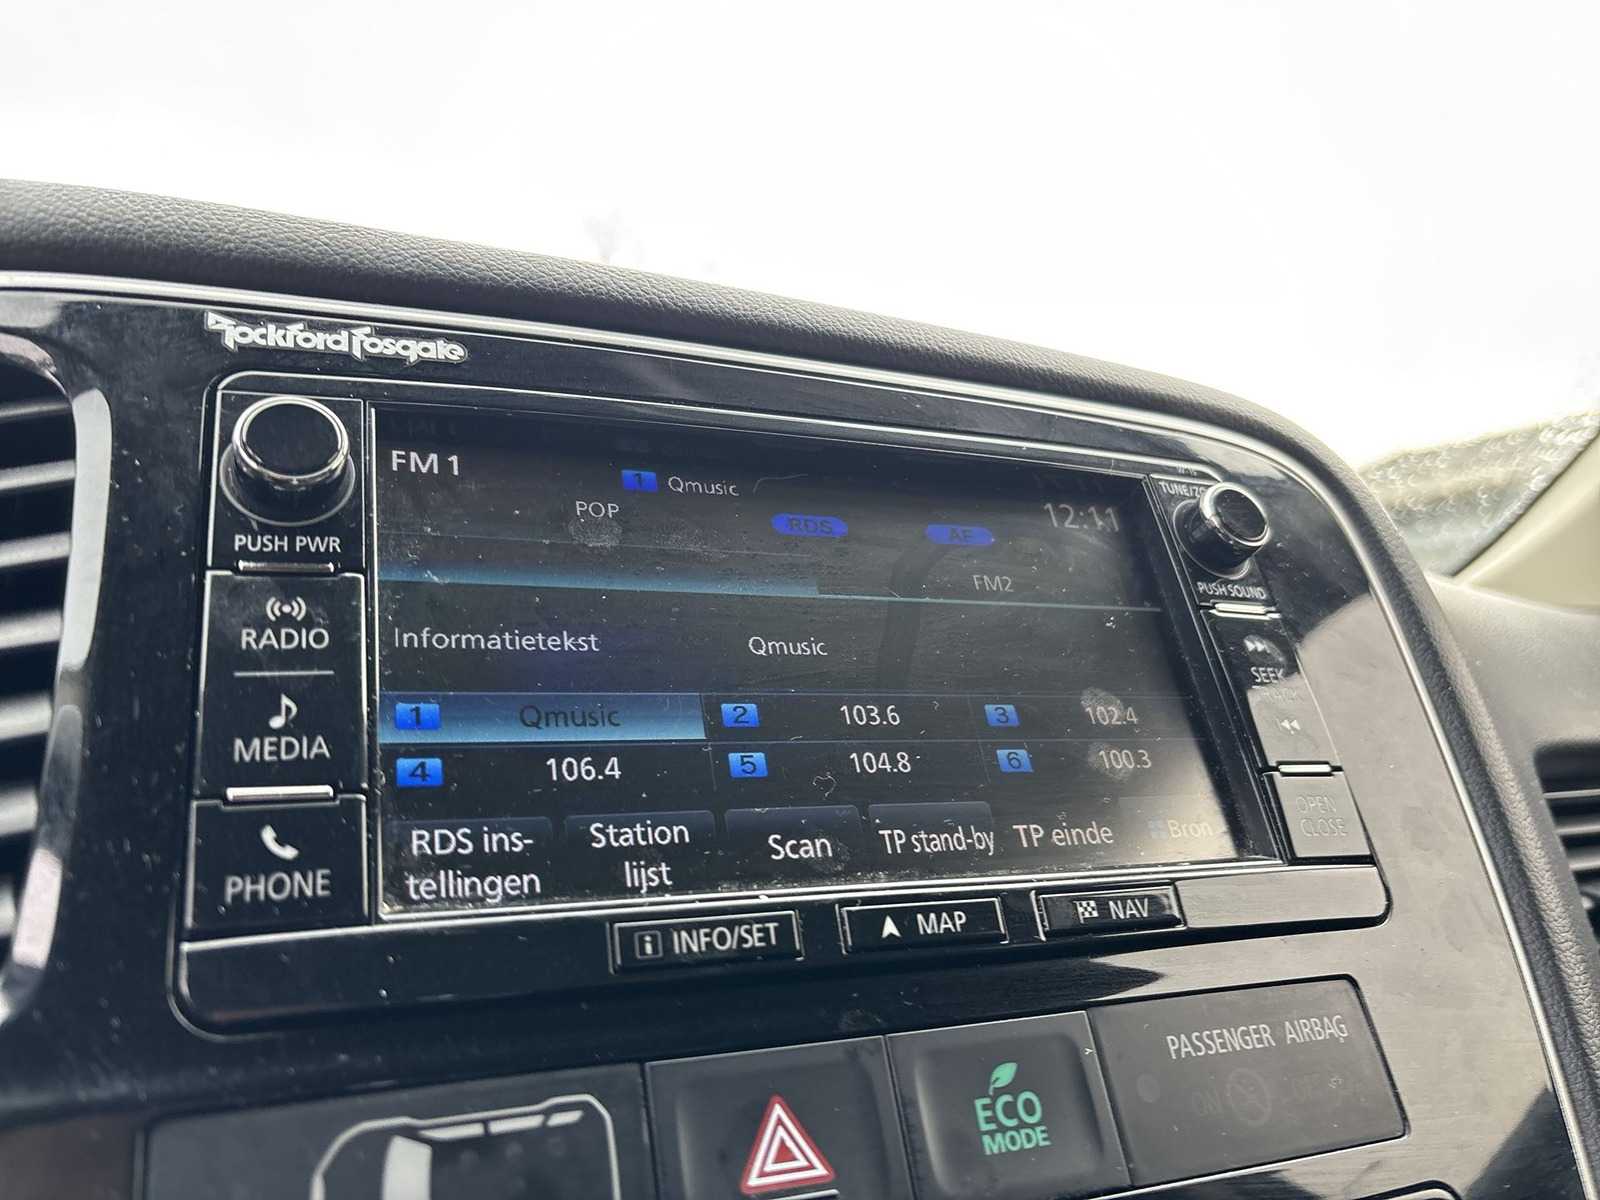 Rockford Fosgate
FM 1
1 Qmusic
POP
RDS
AF
12:11
FM2
Informatietekst
Qmusic
1 Qmusic
2 103.6
3 102.4
4 106.4
5 104.8
6 100.3
RDS ins-
tellingen
Station
lijst
Scan
TP stand-by
TP einde
Bron
PUSH PWR
RADIO
MEDIA
PHONE
PUSH SOUND
SEEK
TRACK
OPEN
CLOSE
i INFO/SET
MAP
NAV
ECO
MODE
PASSENGER AIRBAG